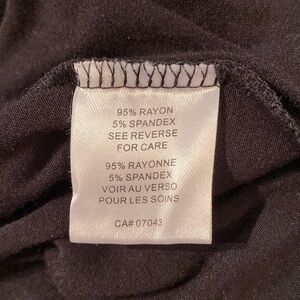 95% RAYON
5% SPANDEX
SEE REVERSE
FOR CARE
95% RAYONNE
5% SPANDEX
VOIR AU VERSO
POUR LES SOINS
CA# 07043